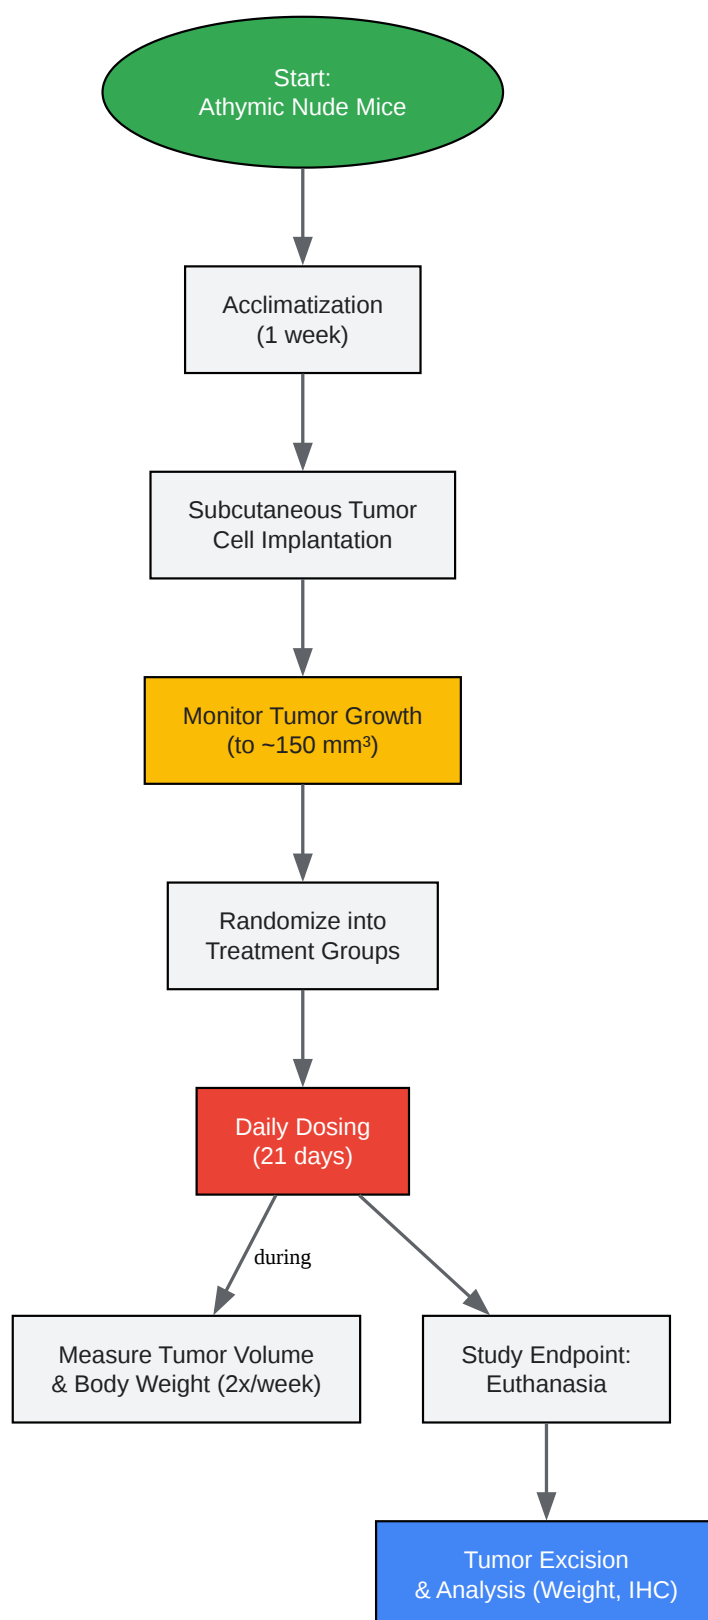 Start:
Athymic Nude Mice
Acclimatization
(1 week)
Subcutaneous Tumor
Cell Implantation
Monitor Tumor Growth
(to ~150 mm³)
Randomize into
Treatment Groups
Daily Dosing
(21 days)
during
Measure Tumor Volume
& Body Weight (2x/week)
Study Endpoint:
Euthanasia
Tumor Excision
& Analysis (Weight, IHC)